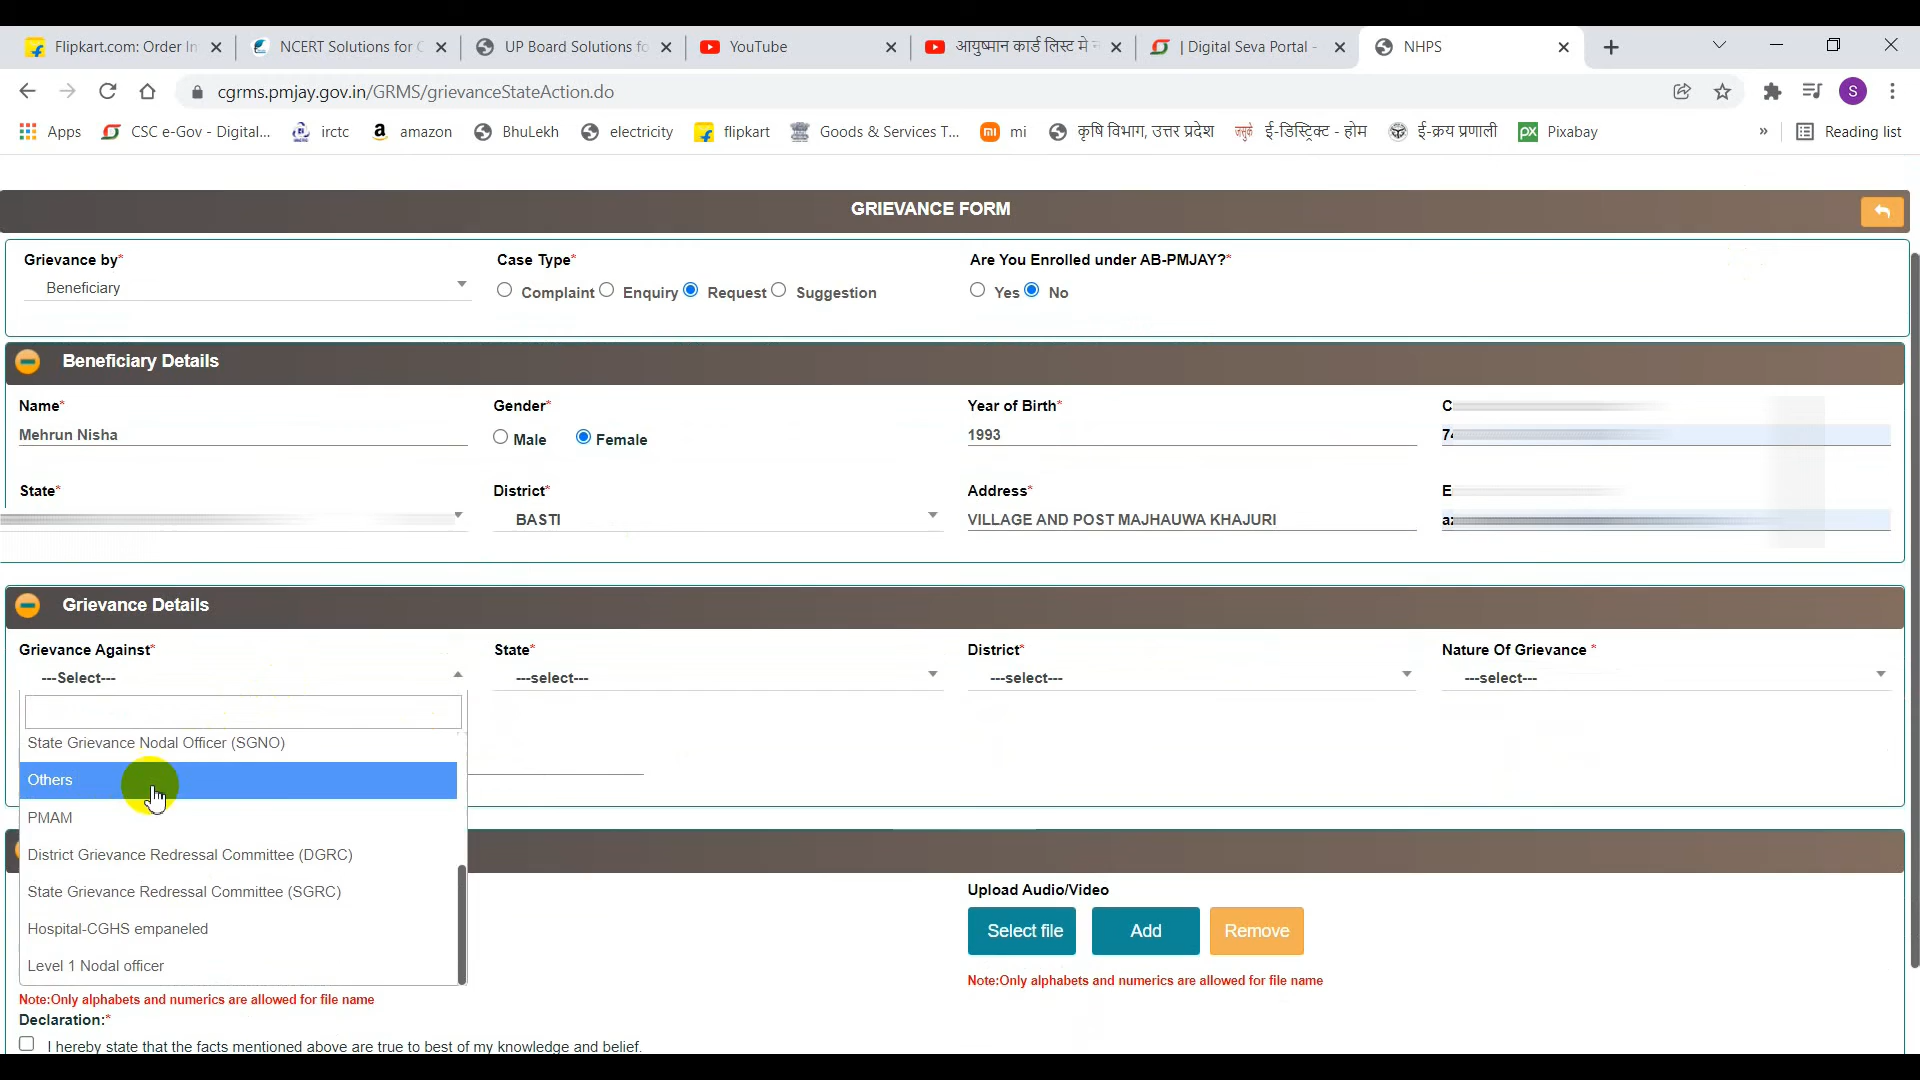 Flipkart.com: Order In
NCERT Solutions for C
UP Board Solutions fo
YouTube
आयुष्मान कार्ड लिस्ट मे
| Digital Seva Portal -
NHPS
cgrms.pmjay.gov.in/GRMS/grievanceStateAction.do
S
Apps
CSC e-Gov - Digital...
irctc
amazon
BhuLekh
electricity
flipkart
Goods & Services T...
mi
कृषि विभाग, उत्तर प्रदेश
ई-डिस्ट्रिक्ट - होम
ई-क्रय प्रणाली
px
Pixabay
»
Reading list
GRIEVANCE FORM
Grievance by*
Case Type*
Are You Enrolled under AB-PMJAY?*
Beneficiary
Complaint Enquiry Request Suggestion
Yes No
Beneficiary Details
Name*
Gender*
Year of Birth*
C
Mehrun Nisha
Male Female
1993
74
State*
District*
Address*
E
BASTI
VILLAGE AND POST MAJHAUWA KHAJURI
Grievance Details
Grievance Against*
State*
District*
Nature Of Grievance *
---Select---
---select---
---select---
---select---
State Grievance Nodal Officer (SGNO)
Others
PMAM
District Grievance Redressal Committee (DGRC)
State Grievance Redressal Committee (SGRC)
Hospital-CGHS empaneled
Level 1 Nodal officer
Upload Audio/Video
Select file
Add
Remove
Note:Only alphabets and numerics are allowed for file name
Note:Only alphabets and numerics are allowed for file name
Declaration:*
I hereby state that the facts mentioned above are true to best of my knowledge and belief.